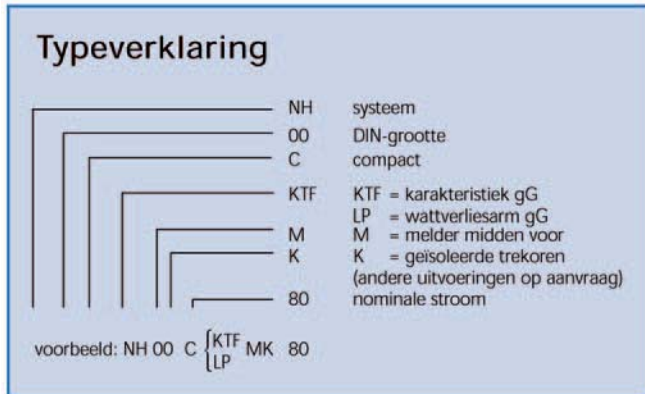 Typeverklaring
NH systeem
00 DIN-grootte
C compact
KTF KTF = karakteristiek gG
LP = wattverliesarm gG
M M = melder midden voor
K K = geïsoleerde trekoren
(andere uitvoeringen op aanvraag)
80 nominale stroom
voorbeeld: NH 00 C {KTF LP MK 80